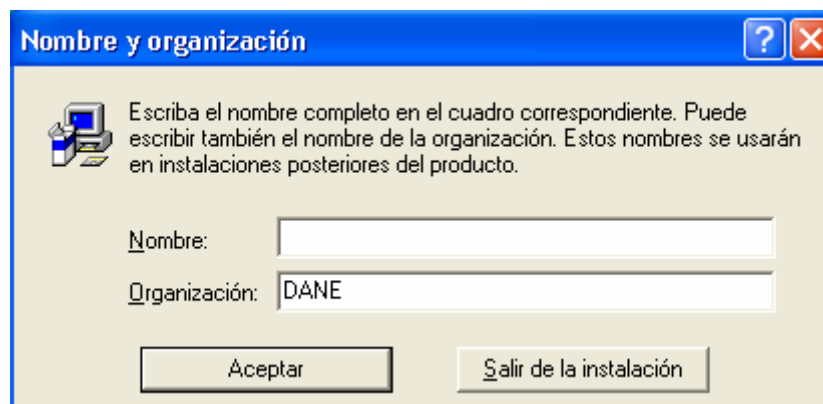 Nombre y organización
Escriba el nombre completo en el cuadro correspondiente. Puede
escribir también el nombre de la organización. Estos nombres se usarán
en instalaciones posteriores del producto.
Nombre:
Organización: DANE
Aceptar Salir de la instalación